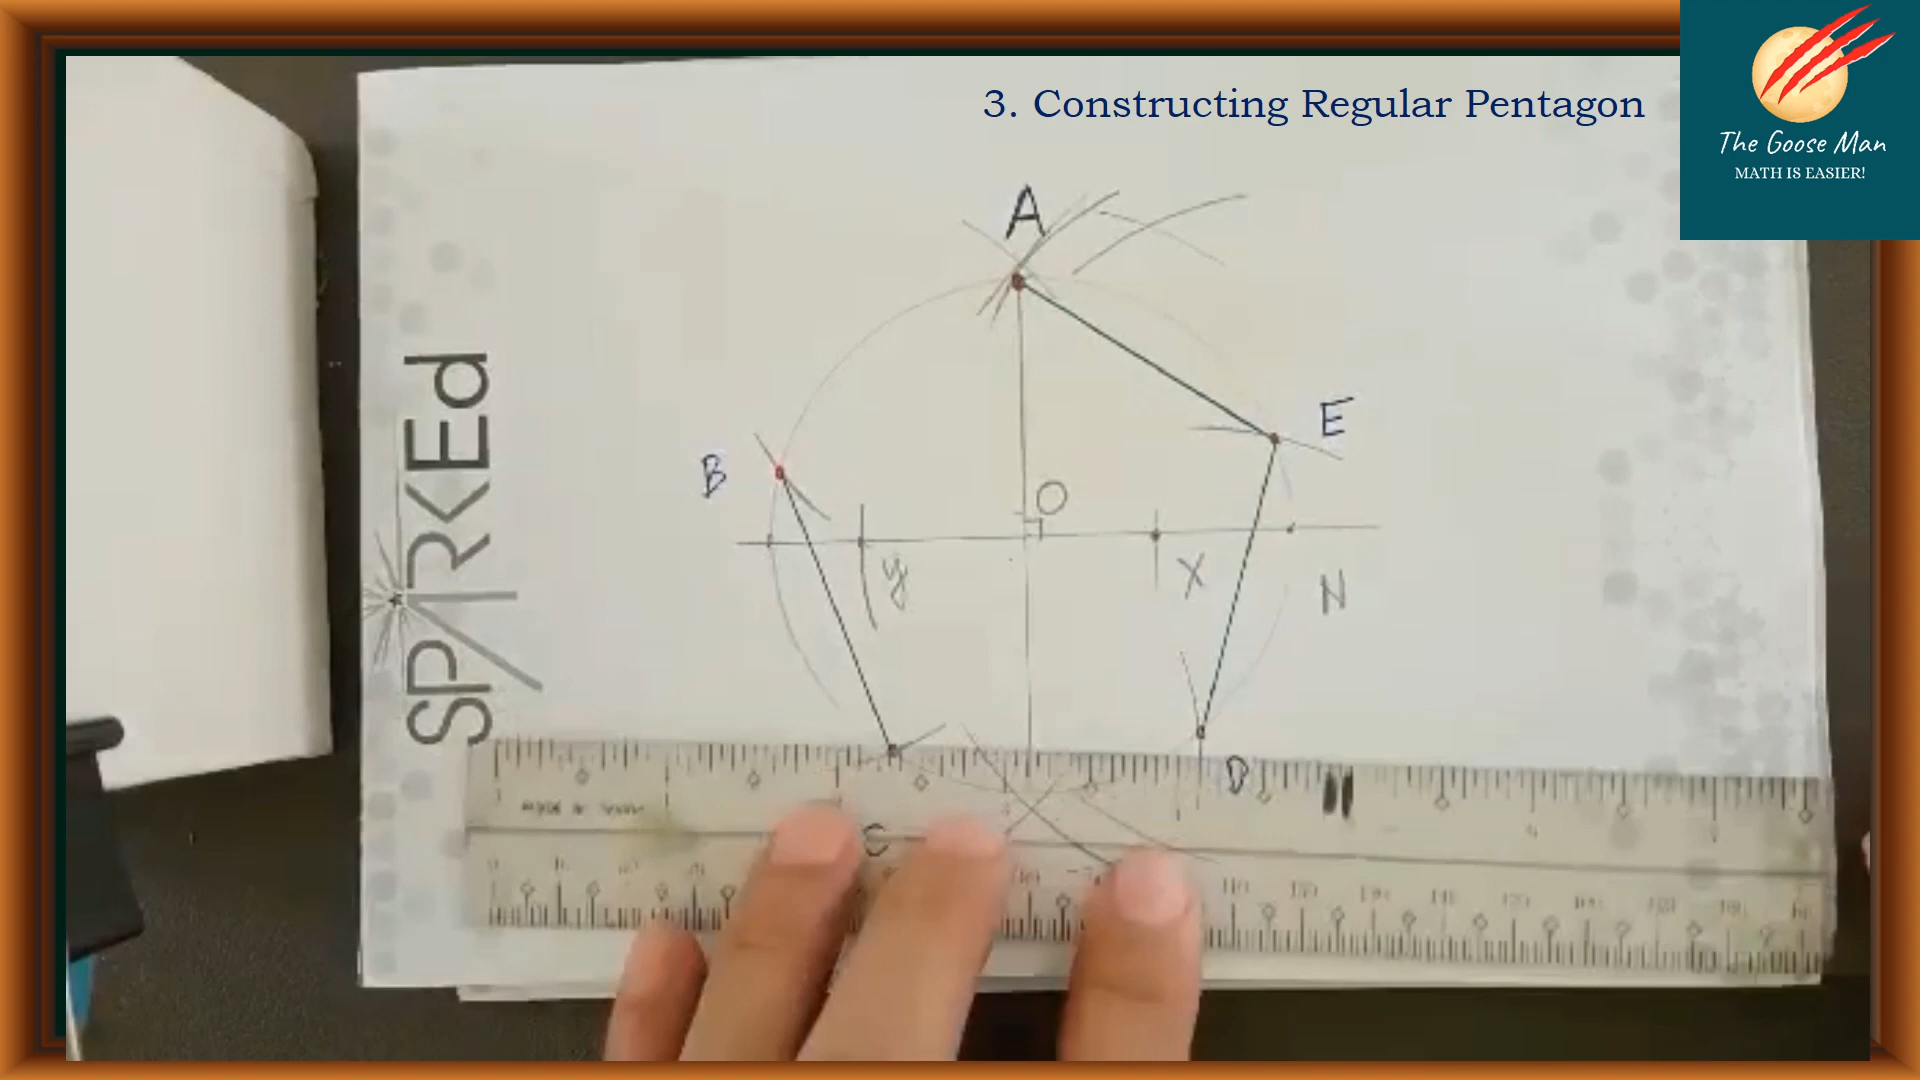 3. Constructing Regular Pentagon
The Goose Man
MATH IS EASIER!
A
E
B
O
y
X
N
SPARKEd
D
C